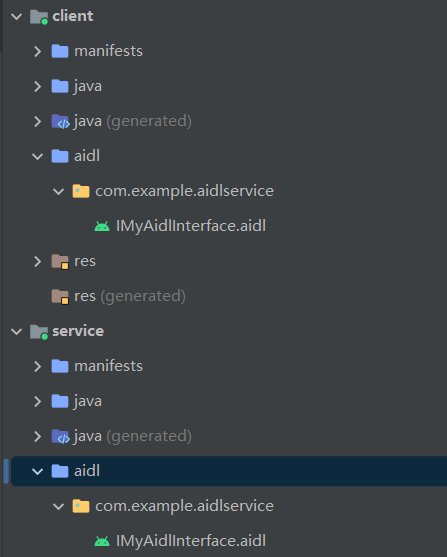 client
manifests
java
java (generated)
aidl
com.example.aidlservice
IMyAidlInterface.aidl
res
res (generated)
service
manifests
java
java (generated)
aidl
com.example.aidlservice
IMyAidlInterface.aidl